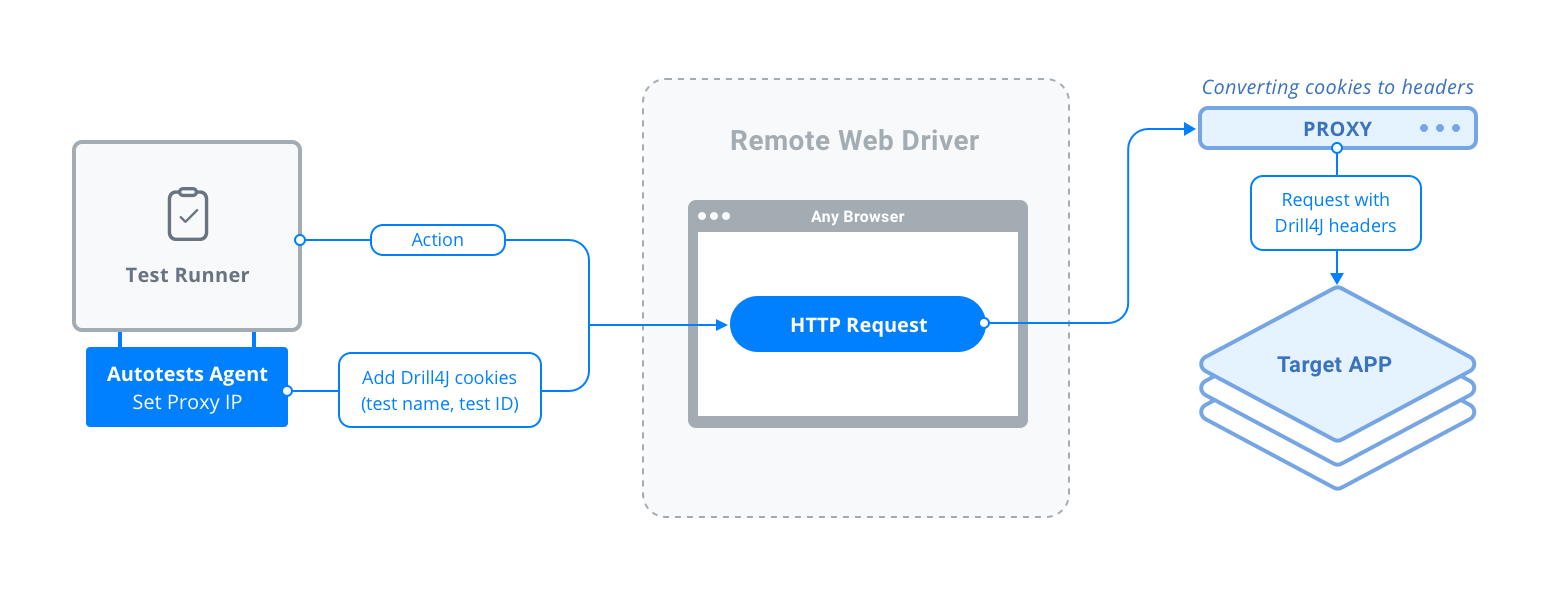 Test Runner
Autotests Agent
Set Proxy IP
Action
Add Drill4J cookies
(test name, test ID)
Remote Web Driver
Any Browser
HTTP Request
Converting cookies to headers
PROXY
Request with
Drill4J headers
Target APP